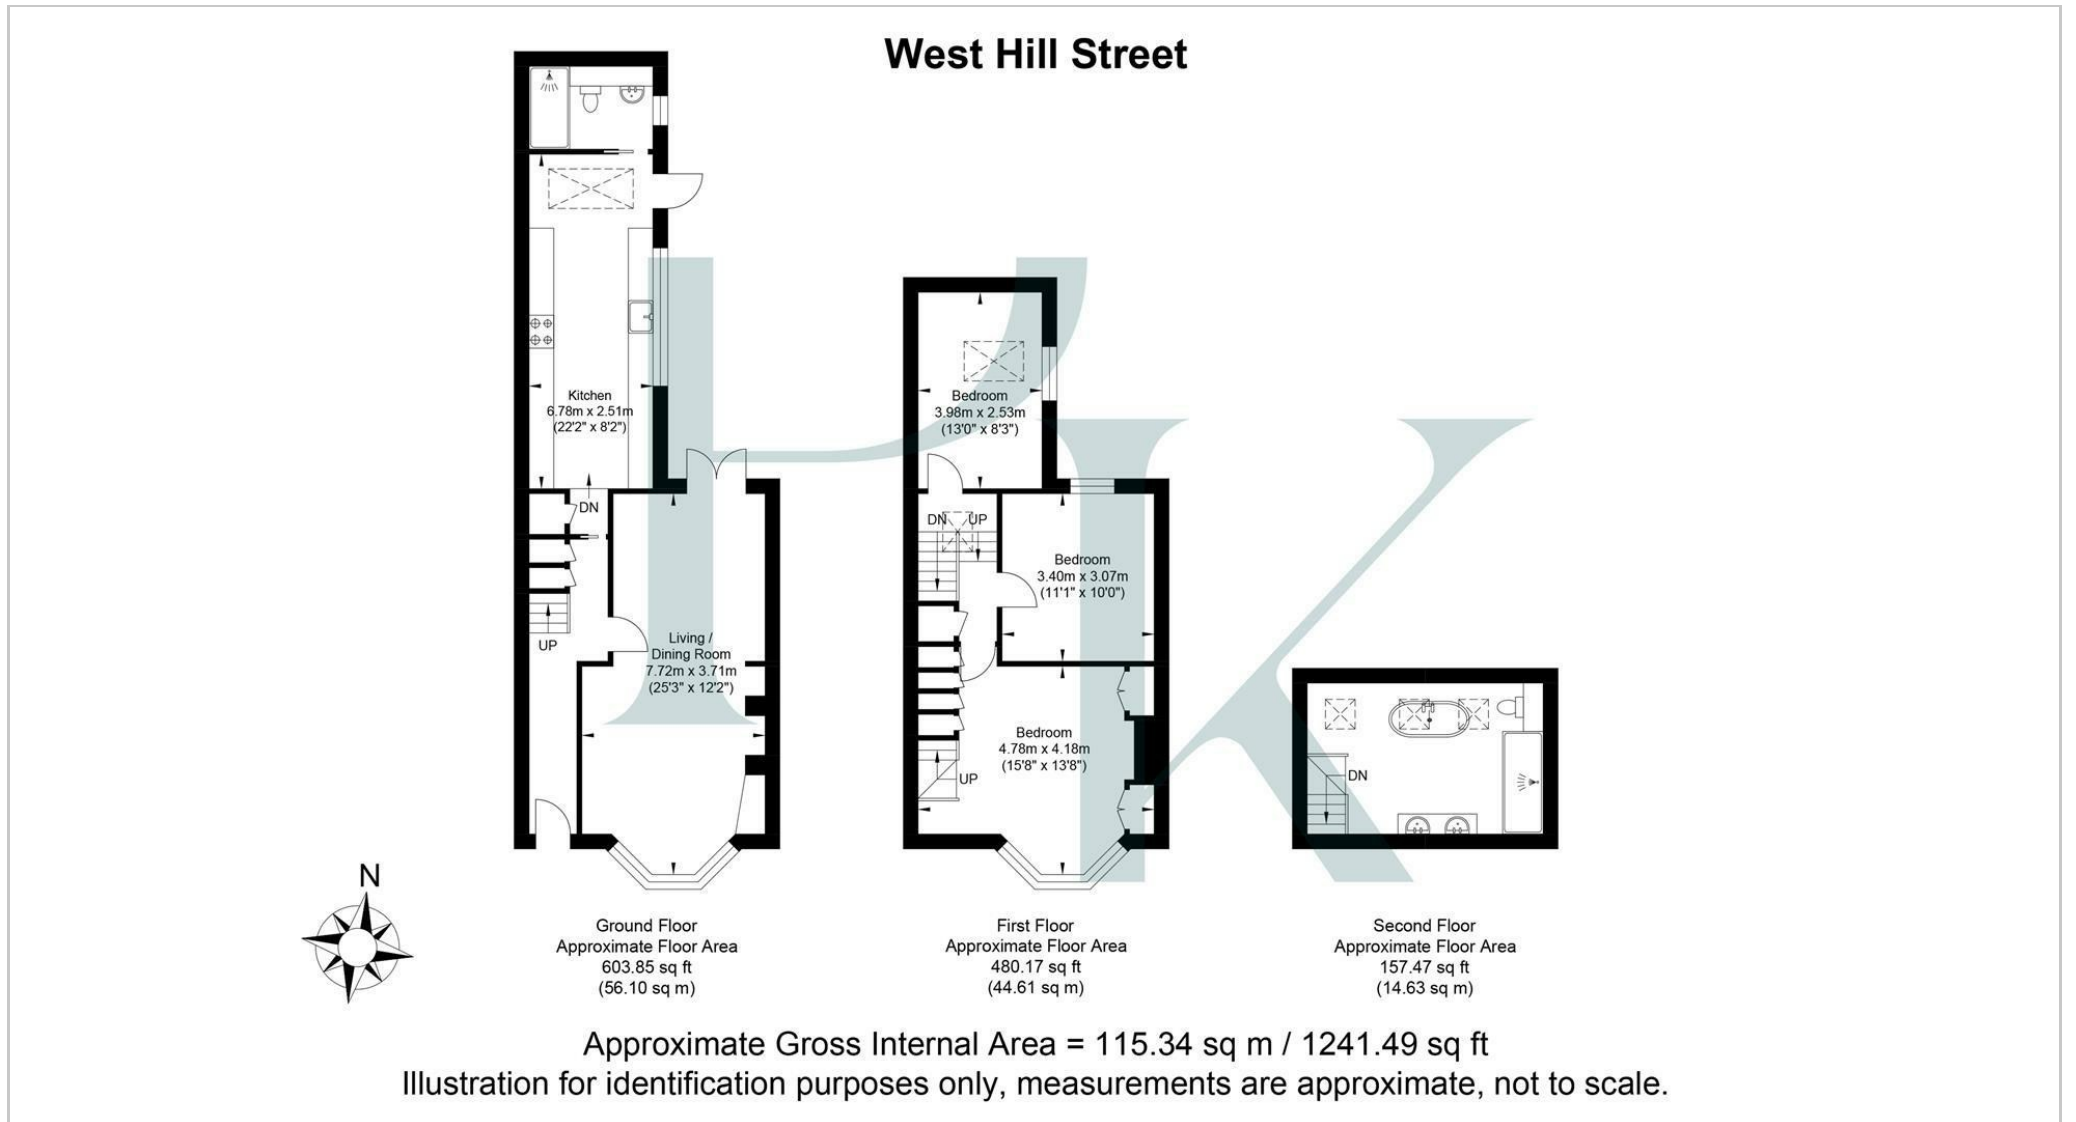 West Hill Street
Kitchen
6.78m x 2.51m
(22'2" x 8'2")
DN
UP
Living /
Dining Room
7.72m x 3.71m
(25'3" x 12'2")
Bedroom
3.98m x 2.53m
(13'0" x 8'3")
DN UP
Bedroom
3.40m x 3.07m
(11'1" x 10'0")
Bedroom
4.78m x 4.18m
(15'8" x 13'8")
UP
DN
N
Ground Floor
Approximate Floor Area
603.85 sq ft
(56.10 sq m)
First Floor
Approximate Floor Area
480.17 sq ft
(44.61 sq m)
Second Floor
Approximate Floor Area
157.47 sq ft
(14.63 sq m)
Approximate Gross Internal Area = 115.34 sq m / 1241.49 sq ft
Illustration for identification purposes only, measurements are approximate, not to scale.